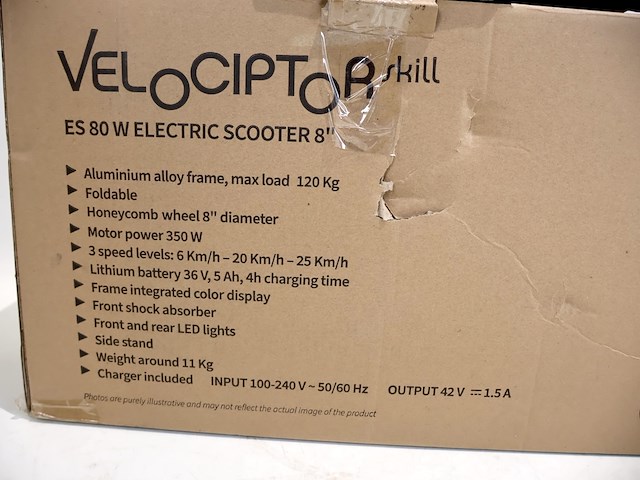 VELOCIPTOR skill
ES 80 W ELECTRIC SCOOTER 8"
▶ Aluminium alloy frame, max load 120 Kg
▶ Foldable
▶ Honeycomb wheel 8" diameter
▶ Motor power 350 W
▶ 3 speed levels: 6 Km/h – 20 Km/h – 25 Km/h
▶ Lithium battery 36 V, 5 Ah, 4h charging time
▶ Frame integrated color display
▶ Front shock absorber
▶ Front and rear LED lights
▶ Side stand
▶ Weight around 11 Kg
▶ Charger included INPUT 100-240 V ~ 50/60 Hz OUTPUT 42 V ⎓ 1.5 A
Photos are purely illustrative and may not reflect the actual image of the product